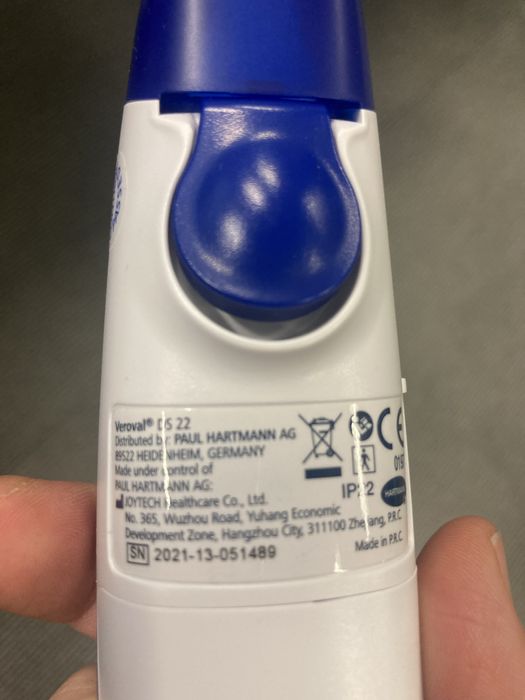 Veroval® DS 22
Distributed by: PAUL HARTMANN AG
89522 HEIDENHEIM, GERMANY
Made under control of
PAUL HARTMANN AG:
JOYTECH Healthcare Co., Ltd.
No. 365, Wuzhou Road, Yuhang Economic
Development Zone, Hangzhou City, 311100 Zhejiang, P.R.C.
SN 2021-13-051489
CE
IP22
HARTMANN
Made in P.R.C.